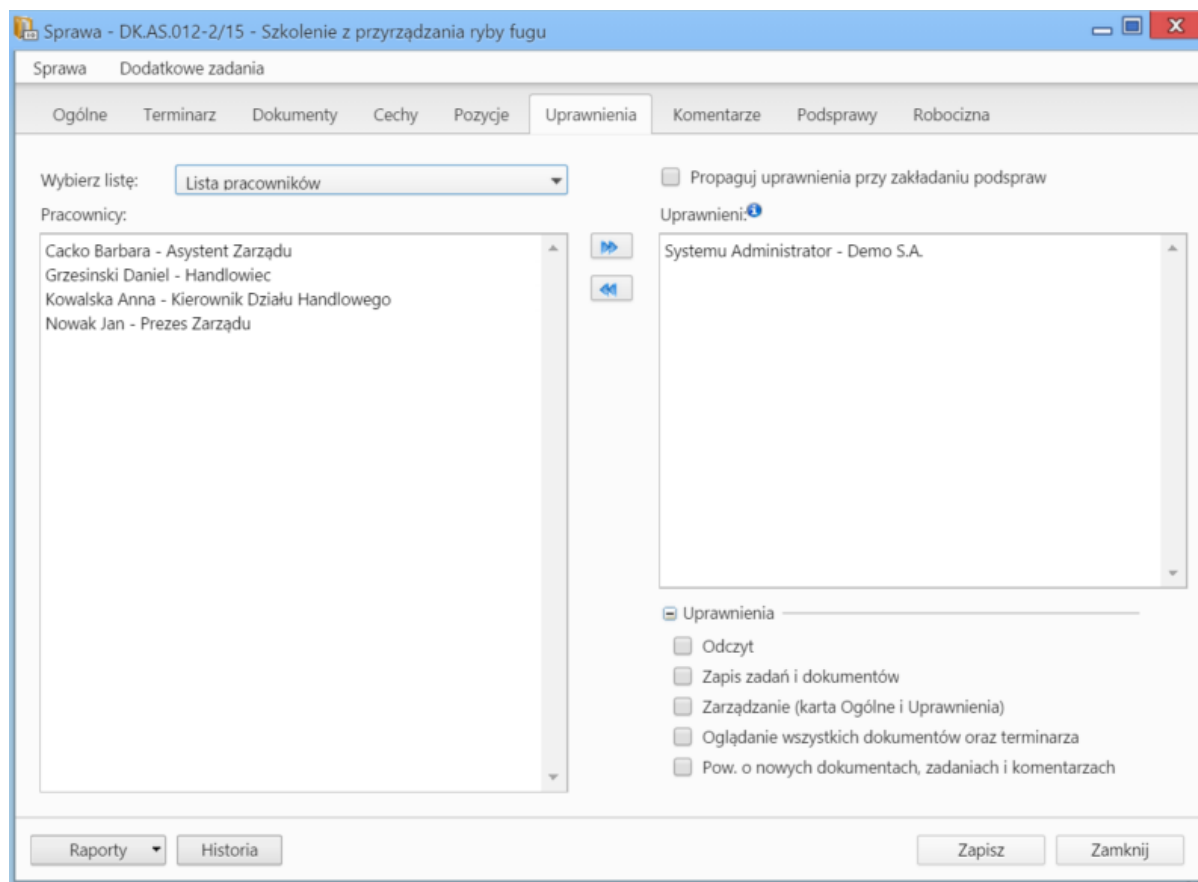 Sprawa - DK.AS.012-2/15 - Szkolenie z przyrządzania ryby fugu
Sprawa Dodatkowe zadania
Ogólne Terminarz Dokumenty Cechy Pozycje Uprawnienia Komentarze Podsprawy Robocizna
Wybierz listę: Lista pracowników
Pracownicy:
Cacko Barbara - Asystent Zarządu
Grzesinski Daniel - Handlowiec
Kowalska Anna - Kierownik Działu Handlowego
Nowak Jan - Prezes Zarządu
Propaguj uprawnienia przy zakładaniu podspraw
Uprawnieni:
Systemu Administrator - Demo S.A.
Uprawnienia
Odczyt
Zapis zadań i dokumentów
Zarządzanie (karta Ogólne i Uprawnienia)
Oglądanie wszystkich dokumentów oraz terminarza
Pow. o nowych dokumentach, zadaniach i komentarzach
Raporty Historia Zapisz Zamknij